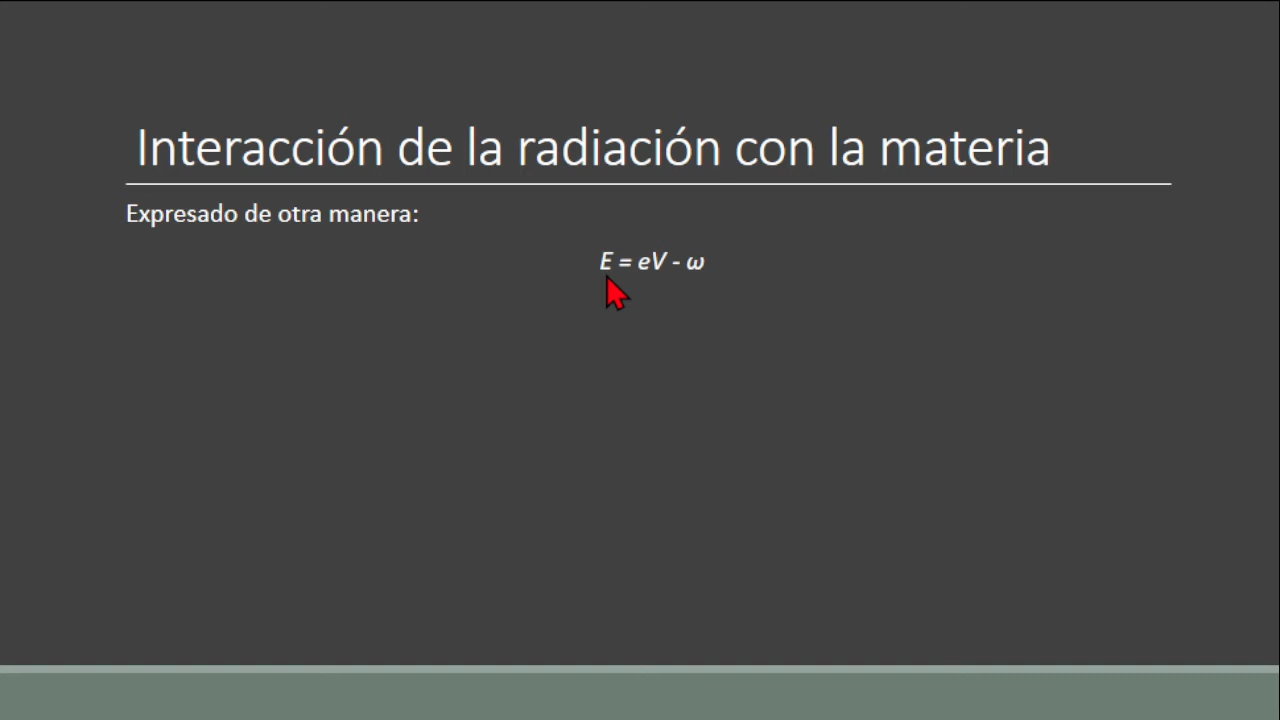 Interacción de la radiación con la materia
Expresado de otra manera:
E = eV - ω